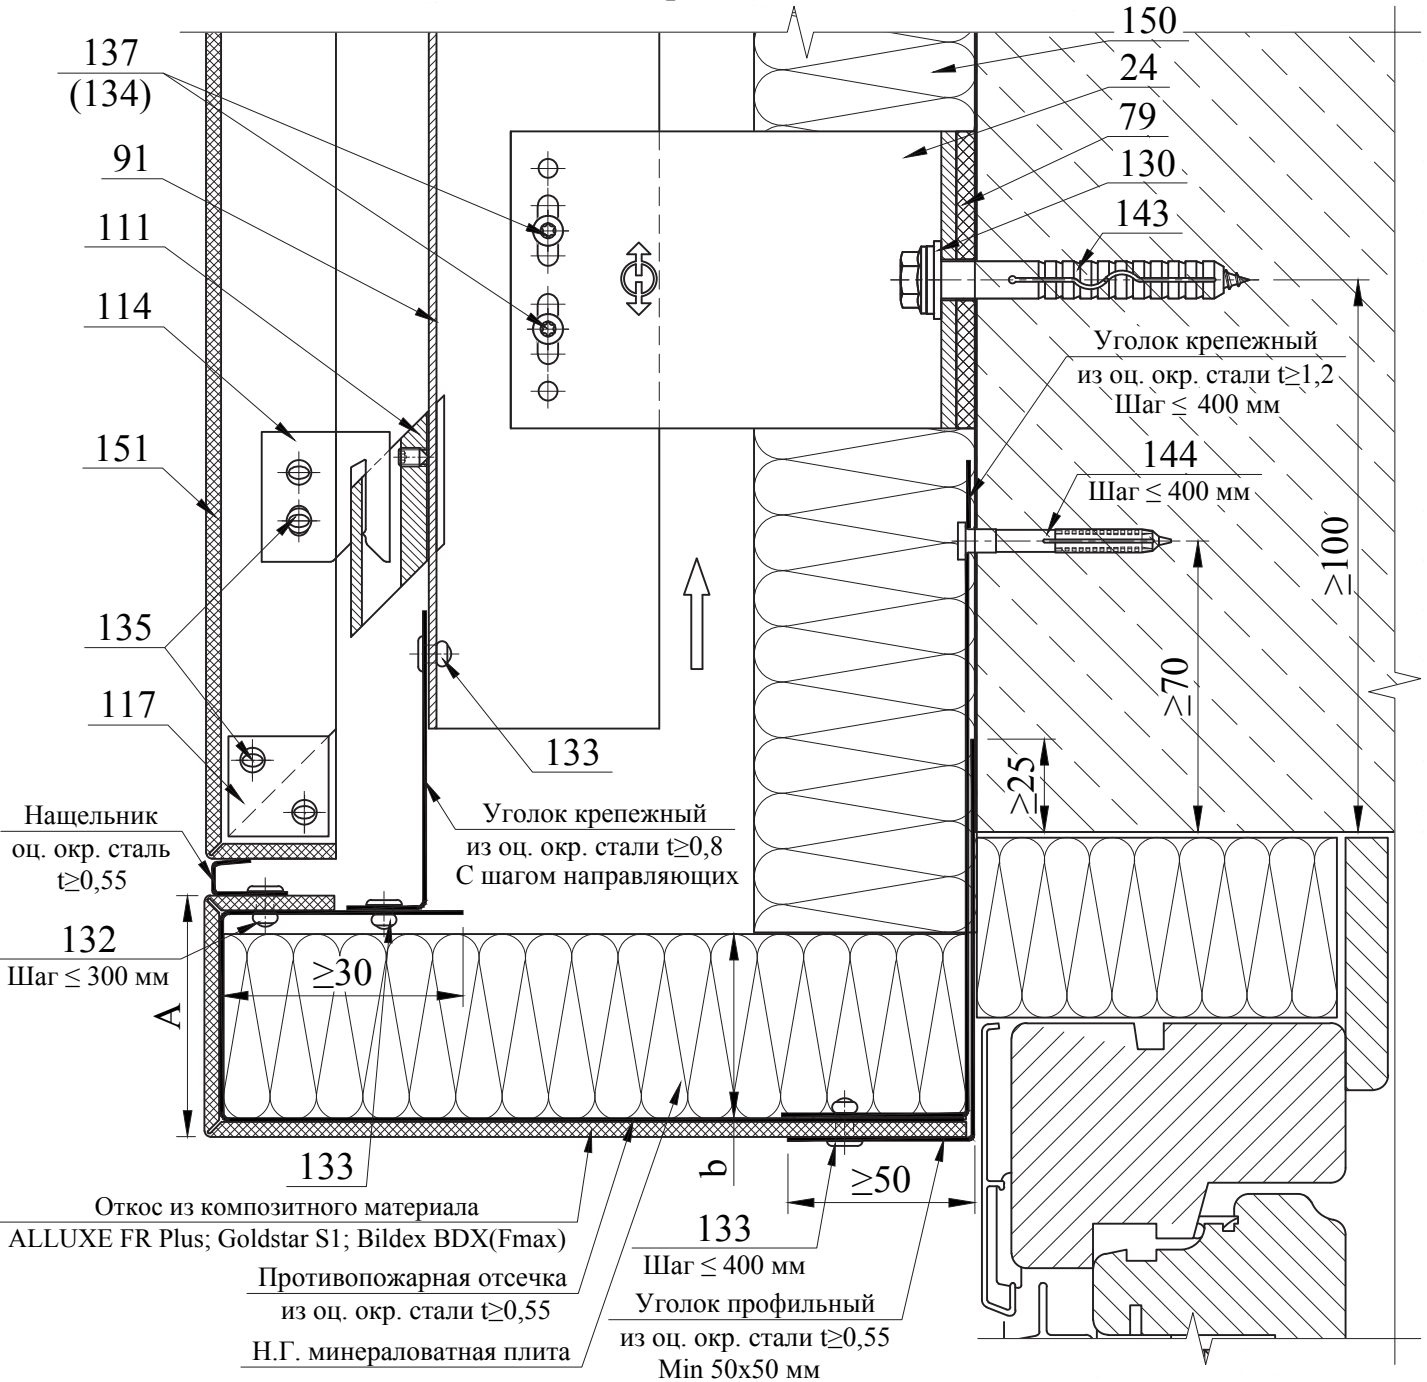 137
(134)
91
111
114
151
135
117
Нащельник
оц. окр. сталь
t≥0,55
132
Шаг ≤ 300 мм
А
≥30
133
Откос из композитного материала
ALLUXE FR Plus; Goldstar S1; Bildex BDX(Fmax)
Противопожарная отсечка
из оц. окр. стали t≥0,55
Н.Г. минераловатная плита
133
Уголок крепежный
из оц. окр. стали t≥0,8
С шагом направляющих
150
24
79
130
143
Уголок крепежный
из оц. окр. стали t≥1,2
Шаг ≤ 400 мм
144
Шаг ≤ 400 мм
≥100
≥70
≥25
b
≥50
133
Шаг ≤ 400 мм
Уголок профильный
из оц. окр. стали t≥0,55
Min 50x50 мм